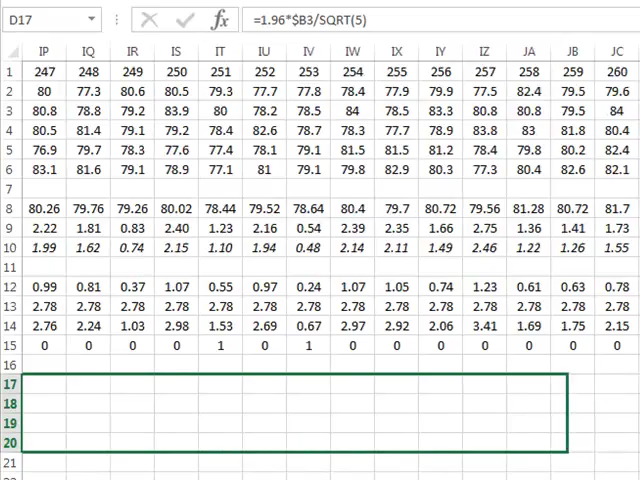 D17 fx =1.96*$B3/SQRT(5)
IP IQ IR IS IT IU IV IW IX IY IZ JA JB JC
1 247 248 249 250 251 252 253 254 255 256 257 258 259 260
2 80 77.3 80.6 80.5 79.3 77.7 77.8 78.4 77.9 79.9 77.5 82.4 79.5 79.6
3 80.8 78.8 79.2 83.9 80 78.2 78.5 84 78.5 83.3 80.8 80.8 79.5 84
4 80.5 81.4 79.1 79.2 78.4 82.6 78.7 78.3 77.7 78.9 83.8 83 81.8 80.4
5 76.9 79.7 78.3 77.6 77.4 78.1 79.1 81.5 81.5 81.2 78.4 79.8 80.2 82.4
6 83.1 81.6 79.1 78.9 77.1 81 79.1 79.8 82.9 80.3 77.3 80.4 82.6 82.1
7
8 80.26 79.76 79.26 80.02 78.44 79.52 78.64 80.4 79.7 80.72 79.56 81.28 80.72 81.7
9 2.22 1.81 0.83 2.40 1.23 2.16 0.54 2.39 2.35 1.66 2.75 1.36 1.41 1.73
10 1.99 1.62 0.74 2.15 1.10 1.94 0.48 2.14 2.11 1.49 2.46 1.22 1.26 1.55
11
12 0.99 0.81 0.37 1.07 0.55 0.97 0.24 1.07 1.05 0.74 1.23 0.61 0.63 0.78
13 2.78 2.78 2.78 2.78 2.78 2.78 2.78 2.78 2.78 2.78 2.78 2.78 2.78 2.78
14 2.76 2.24 1.03 2.98 1.53 2.69 0.67 2.97 2.92 2.06 3.41 1.69 1.75 2.15
15 0 0 0 0 1 0 1 0 0 0 0 0 0 0
16
17
18
19
20
21